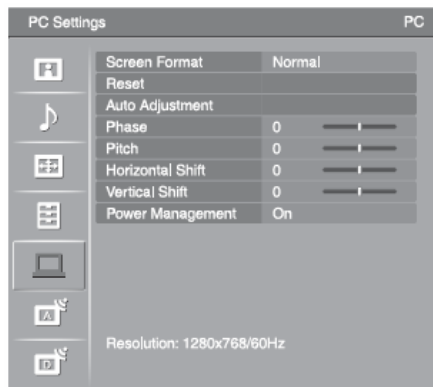 PC Settings PC
Screen Format Normal
Reset
Auto Adjustment
Phase 0
Pitch 0
Horizontal Shift 0
Vertical Shift 0
Power Management On
A
D
Resolution: 1280x768/60Hz